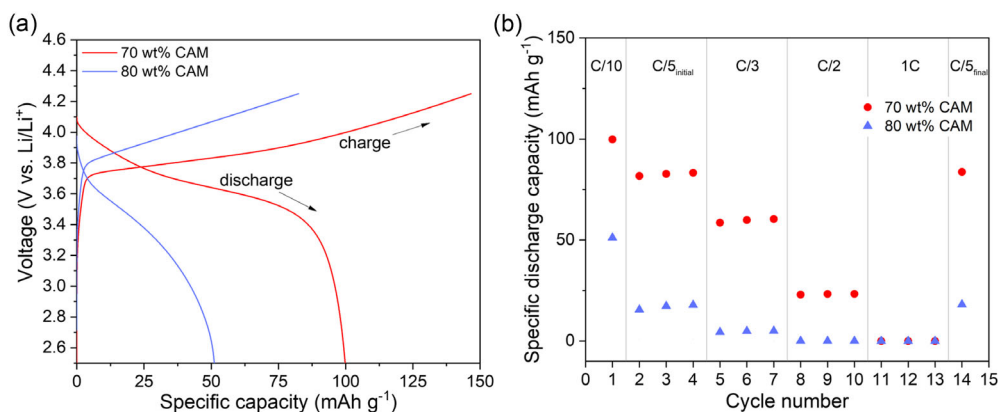 (a)
70 wt% CAM
80 wt% CAM
4.6
4.4
4.2
4.0
3.8
3.6
3.4
3.2
3.0
2.8
2.6
Voltage (V vs. Li/Li⁺)
charge
discharge
0 25 50 75 100 125 150
Specific capacity (mAh g⁻¹)
(b)
150
100
50
0
Specific discharge capacity (mAh g⁻¹)
C/10 C/5initial C/3 C/2 1C C/5final
70 wt% CAM
80 wt% CAM
0 1 2 3 4 5 6 7 8 9 10 11 12 13 14 15
Cycle number